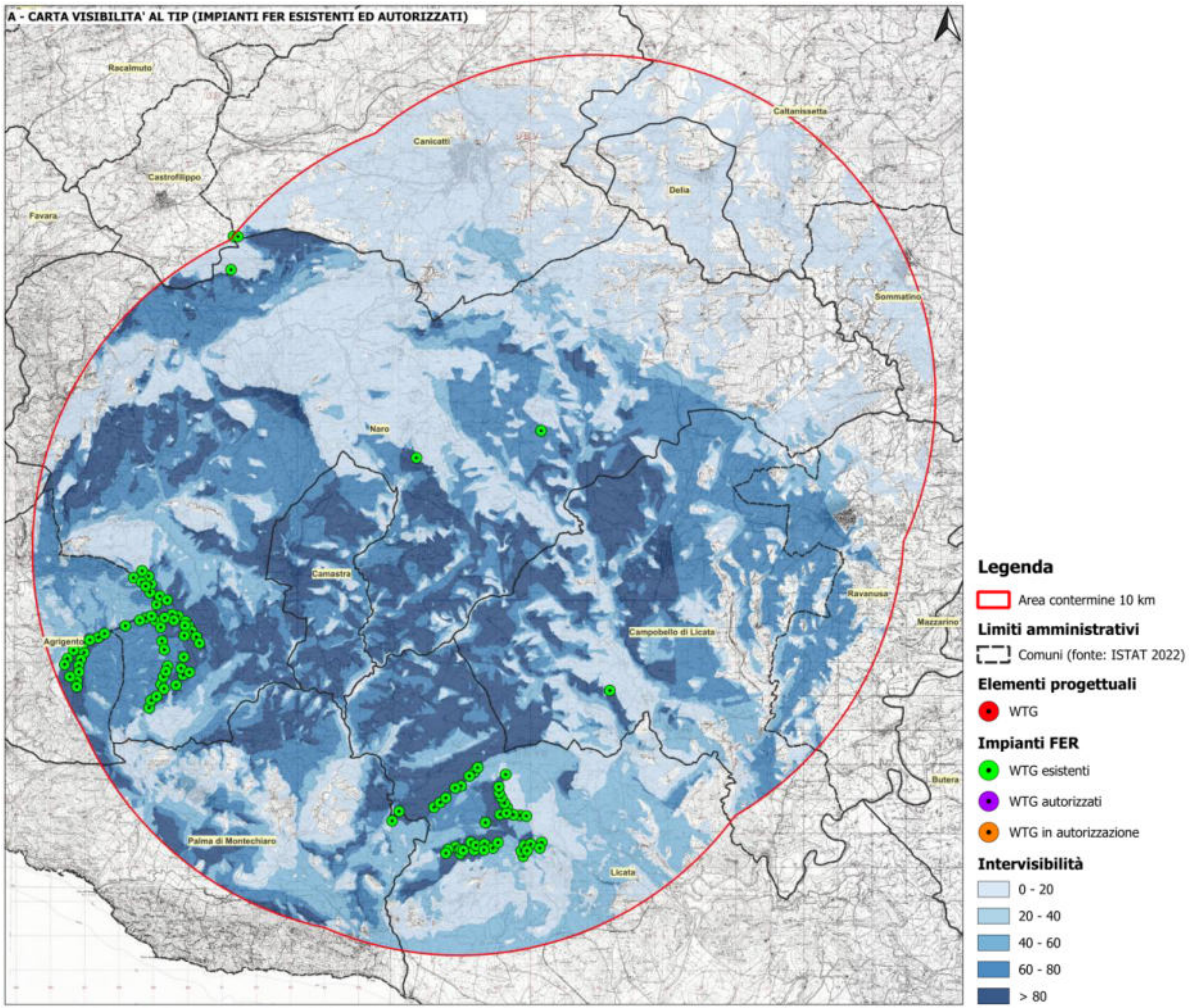 A - CARTA VISIBILITA' AL TIP (IMPIANTI FER ESISTENTI ED AUTORIZZATI)
Racalmuto
Caltanissetta
Canicatti
Castrofilippo
Delia
Favara
Sommatino
Naro
Camastra
Ravanusa
Mazzarino
Campobello di Licata
Agrigento
Butera
Palma di Montechiaro
Licata
Legenda
Area contermine 10 km
Limiti amministrativi
Comuni (fonte: ISTAT 2022)
Elementi progettuali
WTG
Impianti FER
WTG esistenti
WTG autorizzati
WTG in autorizzazione
Intervisibilità
0 - 20
20 - 40
40 - 60
60 - 80
> 80